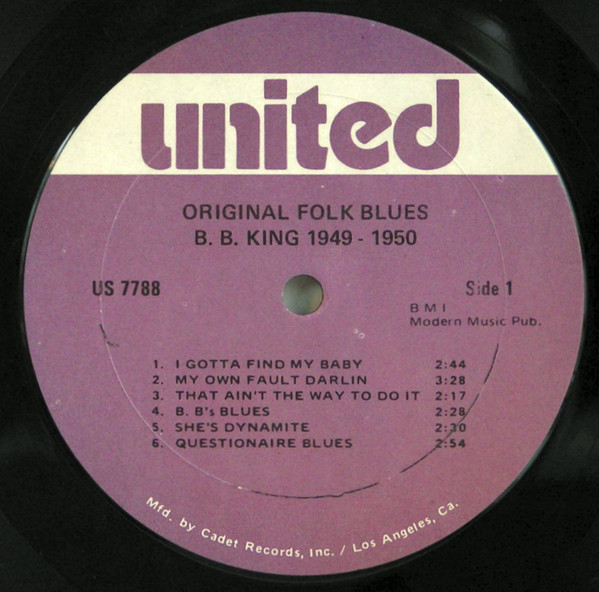 united
ORIGINAL FOLK BLUES
B. B. KING 1949 - 1950
US 7788
Side 1
B M I
Modern Music Pub.
1. I GOTTA FIND MY BABY 2:44
2. MY OWN FAULT DARLIN 3:28
3. THAT AIN'T THE WAY TO DO IT 2:17
4. B. B's BLUES 2:28
5. SHE'S DYNAMITE 2:30
6. QUESTIONAIRE BLUES 2:54
Mfd. by Cadet Records, Inc. / Los Angeles, Ca.